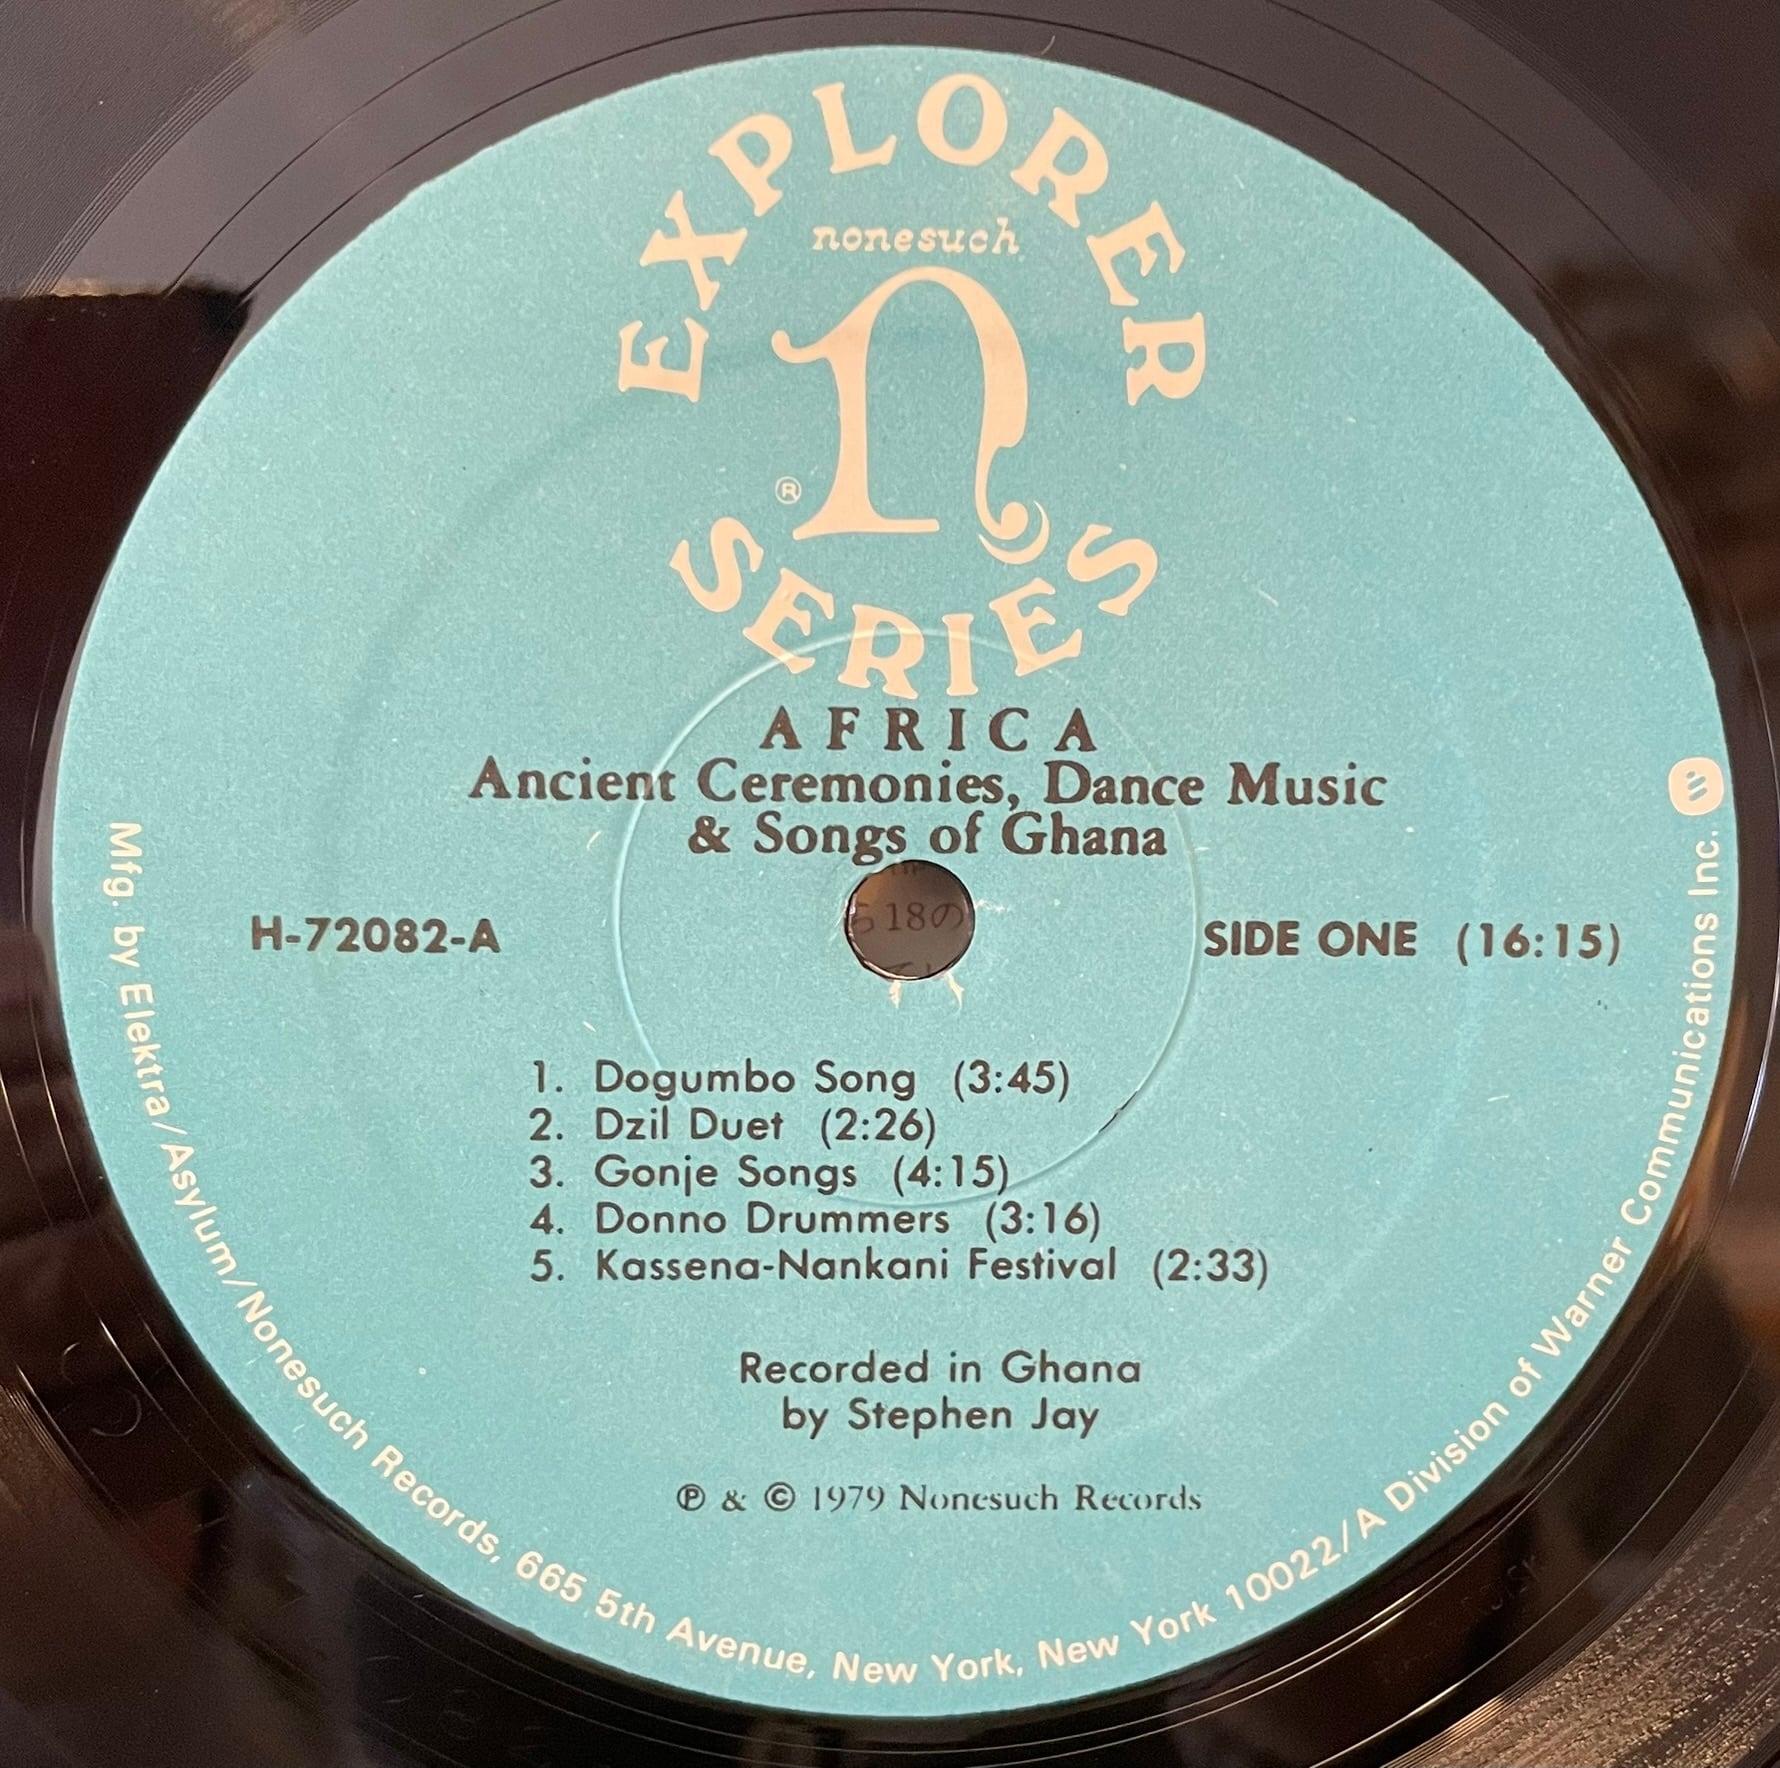 EXPLORER
nonesuch
n
®
SERIES
AFRICA
Ancient Ceremonies, Dance Music
& Songs of Ghana
H-72082-A
SIDE ONE (16:15)
18の
1. Dogumbo Song (3:45)
2. Dzil Duet (2:26)
3. Gonje Songs (4:15)
4. Donno Drummers (3:16)
5. Kassena-Nankani Festival (2:33)
Recorded in Ghana
by Stephen Jay
℗ & © 1979 Nonesuch Records
Mfg. by Elektra/Asylum/Nonesuch Records, 665 5th Avenue, New York, New York 10022/A Division of Warner Communications Inc.